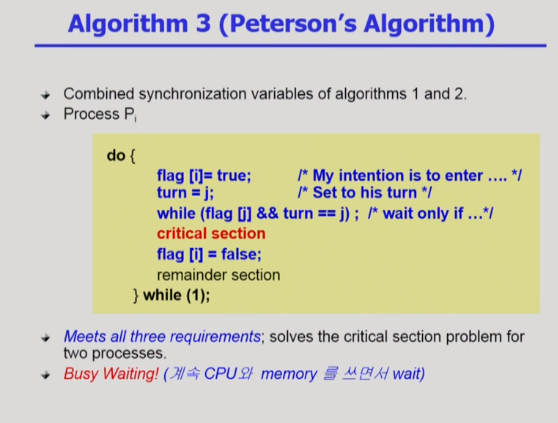 Algorithm 3 (Peterson's Algorithm)
Combined synchronization variables of algorithms 1 and 2.
Process Pi
do {
flag [i]= true; /* My intention is to enter .... */
turn = j; /* Set to his turn */
while (flag [j] && turn == j) ; /* wait only if ...*/
critical section
flag [i] = false;
remainder section
} while (1);
Meets all three requirements; solves the critical section problem for
two processes.
Busy Waiting! (계속 CPU와 memory 를 쓰면서 wait)